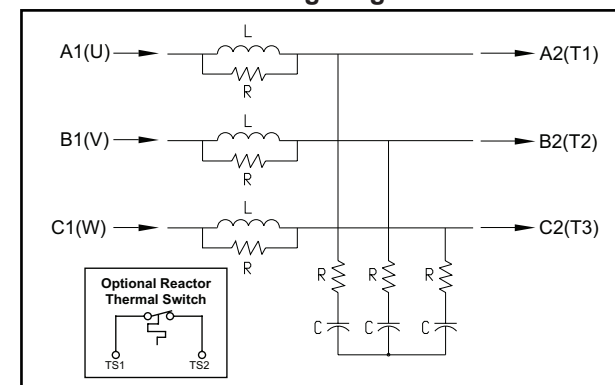 L
A1(U) A2(T1)
R
L
B1(V) B2(T2)
R
L
C1(W) C2(T3)
R
Optional Reactor
Thermal Switch
TS1 TS2
R R R
C C C